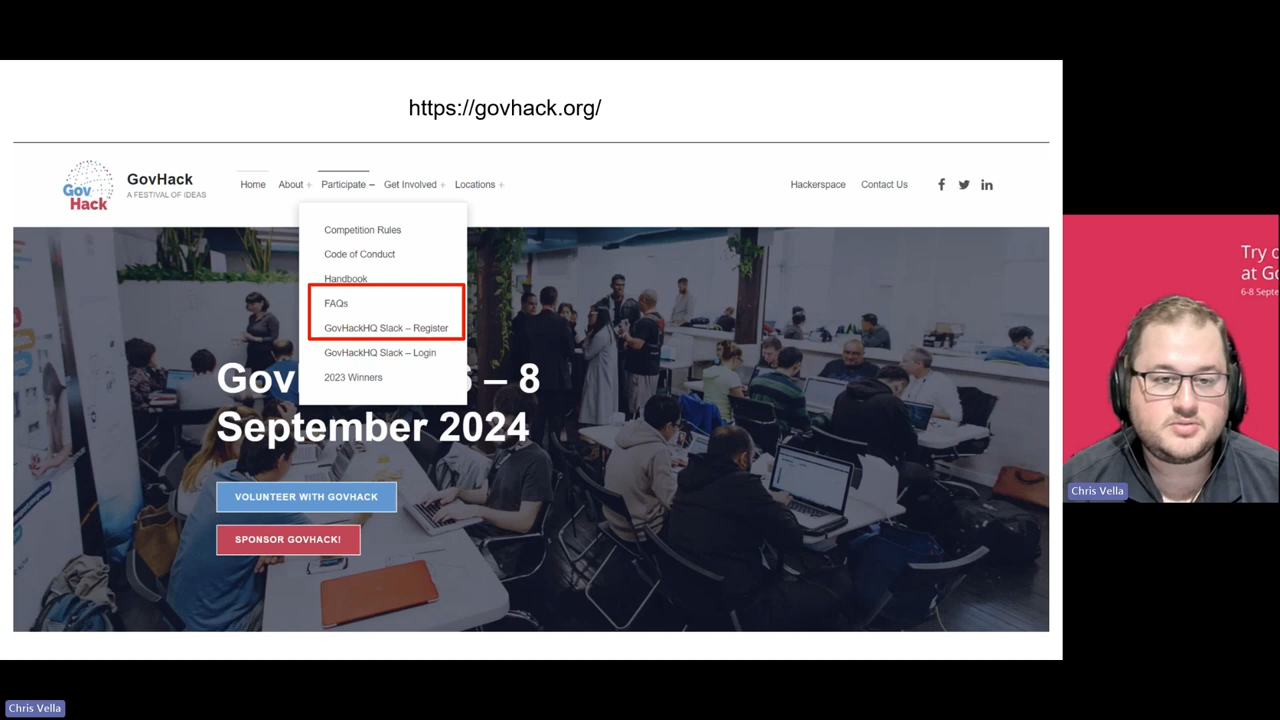 https://govhack.org/
Gov
Hack
GovHack
A FESTIVAL OF IDEAS
Home About + Participate – Get Involved + Locations +
Hackerspace Contact Us
Competition Rules
Code of Conduct
Handbook
FAQs
GovHackHQ Slack – Register
GovHackHQ Slack – Login
2023 Winners
Gov – 8
September 2024
VOLUNTEER WITH GOVHACK
SPONSOR GOVHACK!
Try
at
6-8
Chris Vella
Chris Vella